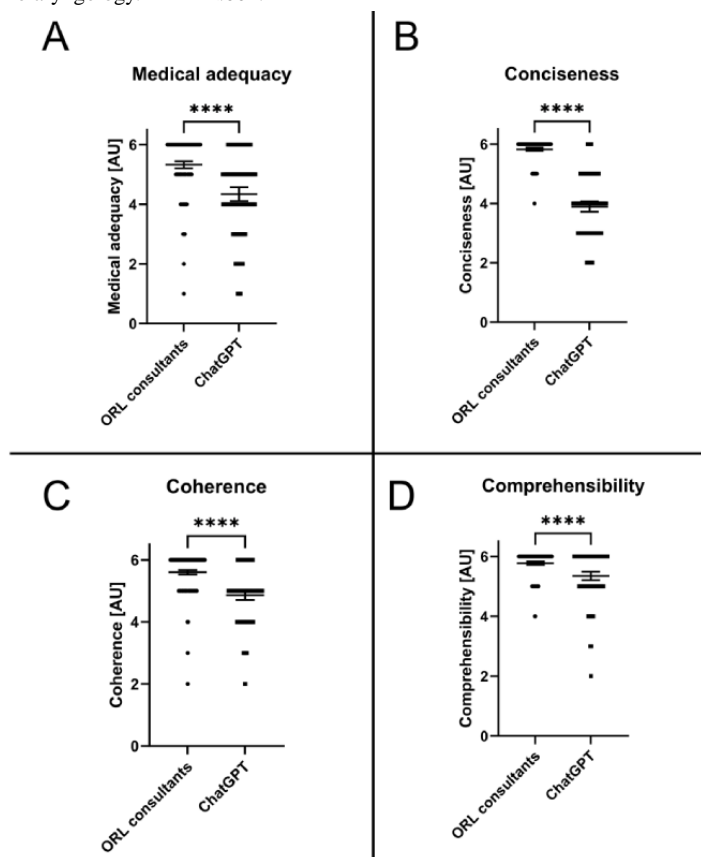 A
Medical adequacy
****
Medical adequacy [AU]
6
4
2
0
ORL consultants
ChatGPT
B
Conciseness
****
Conciseness [AU]
6
4
2
0
ORL consultants
ChatGPT
C
Coherence
****
Coherence [AU]
6
4
2
0
ORL consultants
ChatGPT
D
Comprehensibility
****
Comprehensibility [AU]
6
4
2
0
ORL consultants
ChatGPT